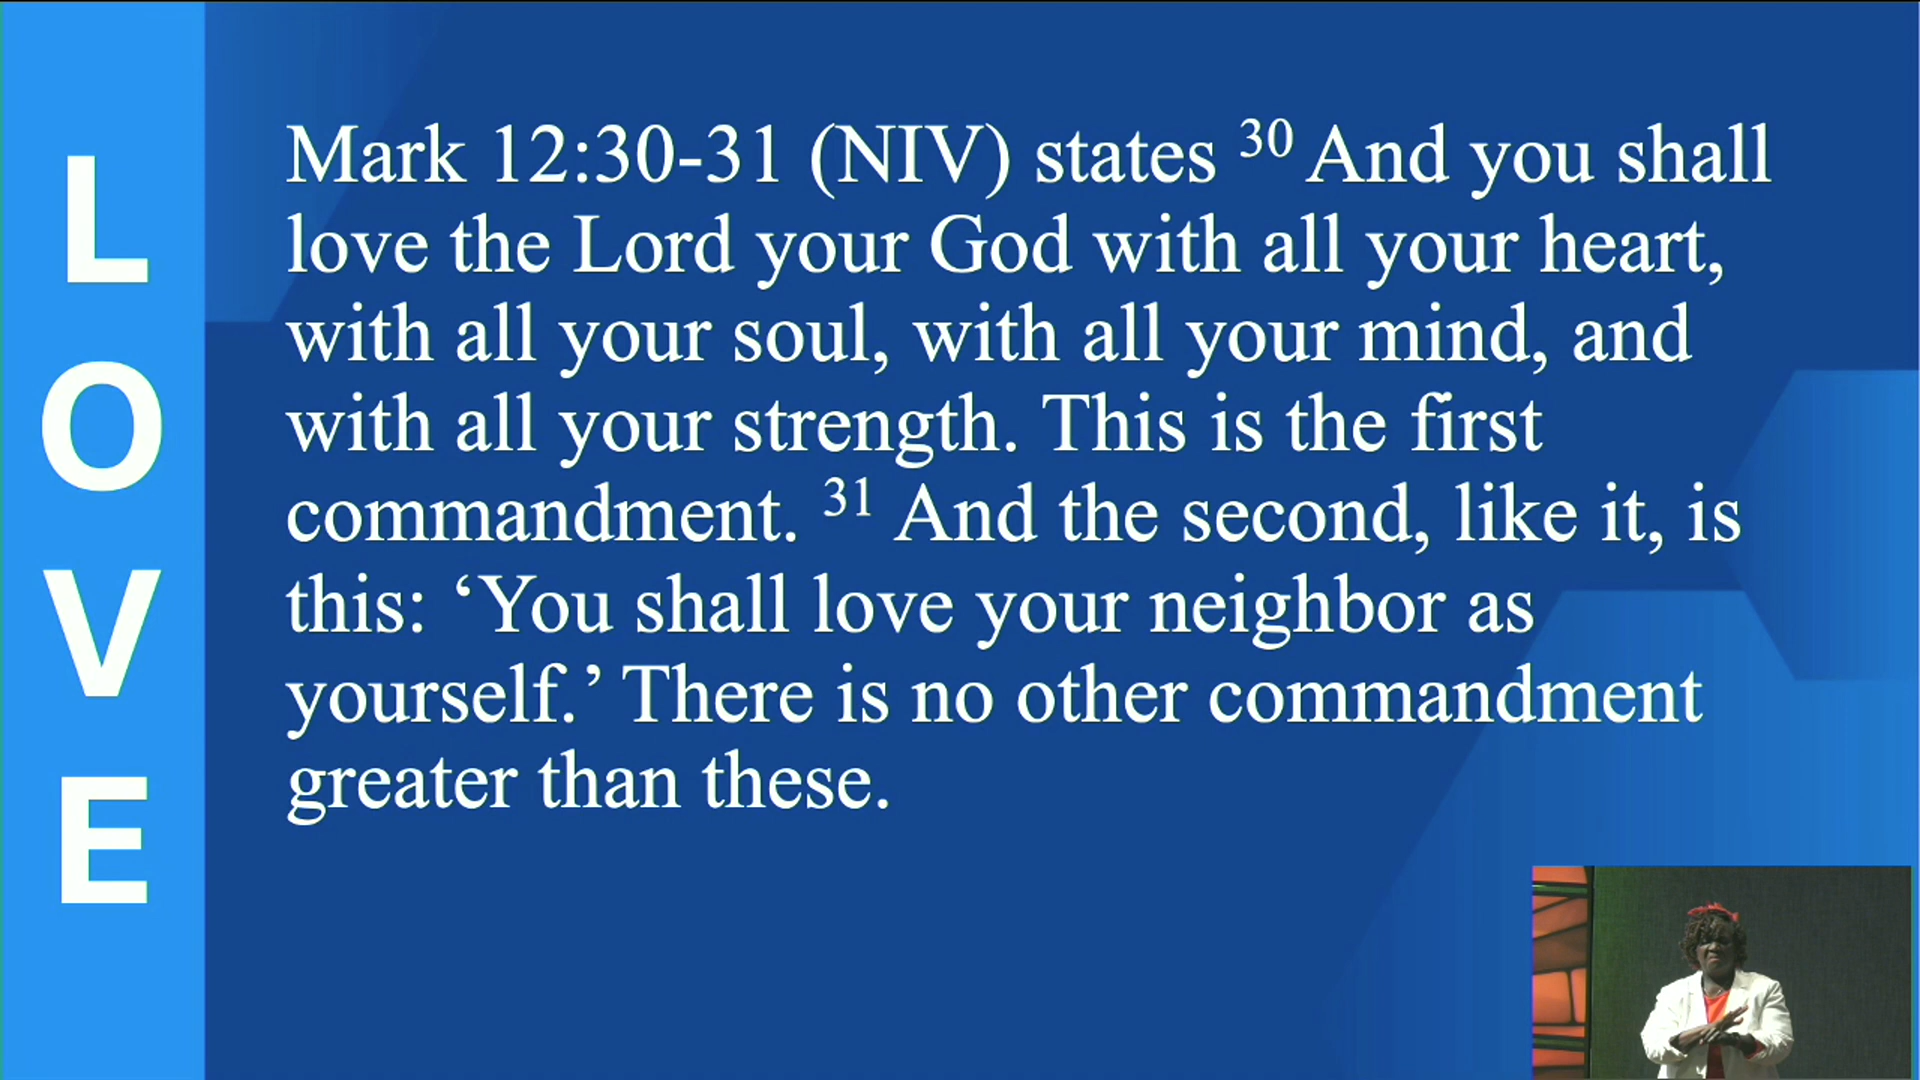 LOVE
Mark 12:30-31 (NIV) states ³⁰ And you shall
love the Lord your God with all your heart,
with all your soul, with all your mind, and
with all your strength. This is the first
commandment. ³¹ And the second, like it, is
this: ‘You shall love your neighbor as
yourself.’ There is no other commandment
greater than these.